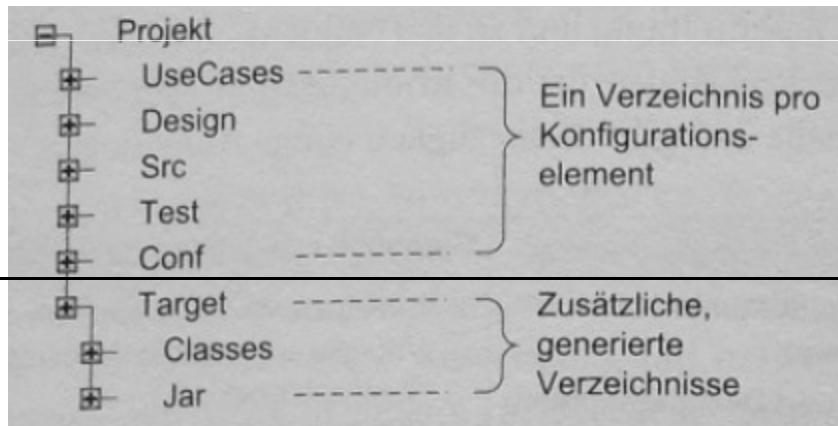 Projekt
UseCases
Design
Src
Test
Conf
Ein Verzeichnis pro
Konfigurations-
element
Target
Classes
Jar
Zusätzliche,
generierte
Verzeichnisse